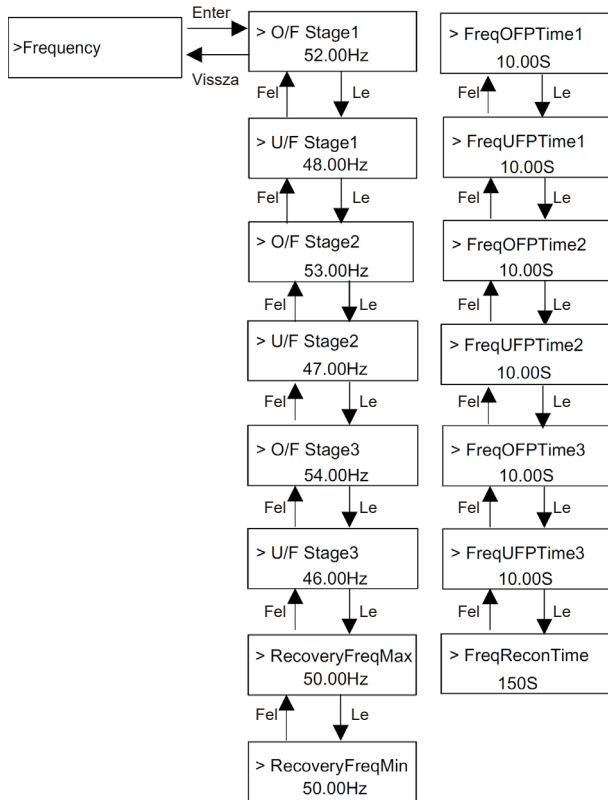 >Frequency
Enter
Vissza
> O/F Stage1
52.00Hz
Fel
Le
> U/F Stage1
48.00Hz
Fel
Le
> O/F Stage2
53.00Hz
Fel
Le
> U/F Stage2
47.00Hz
Fel
Le
> O/F Stage3
54.00Hz
Fel
Le
> U/F Stage3
46.00Hz
Fel
Le
> RecoveryFreqMax
50.00Hz
Fel
Le
> RecoveryFreqMin
50.00Hz
> FreqOFPTime1
10.00S
Fel
Le
> FreqUFPTime1
10.00S
Fel
Le
> FreqOFPTime2
10.00S
Fel
Le
> FreqUFPTime2
10.00S
Fel
Le
> FreqOFPTime3
10.00S
Fel
Le
> FreqUFPTime3
10.00S
Fel
Le
> FreqReconTime
150S